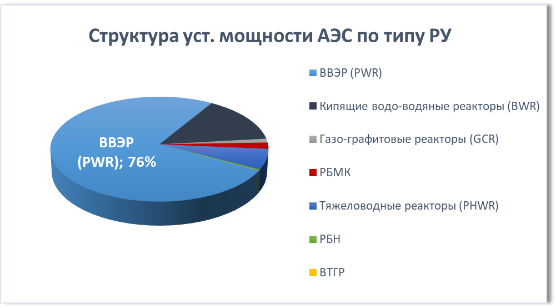 Структура уст. мощности АЭС по типу РУ
ВВЭР
(PWR); 76%
ВВЭР (PWR)
Кипящие водо-водяные реакторы (BWR)
Газо-графитовые реакторы (GCR)
РБМК
Тяжеловодные реакторы (PHWR)
РБН
ВТГР